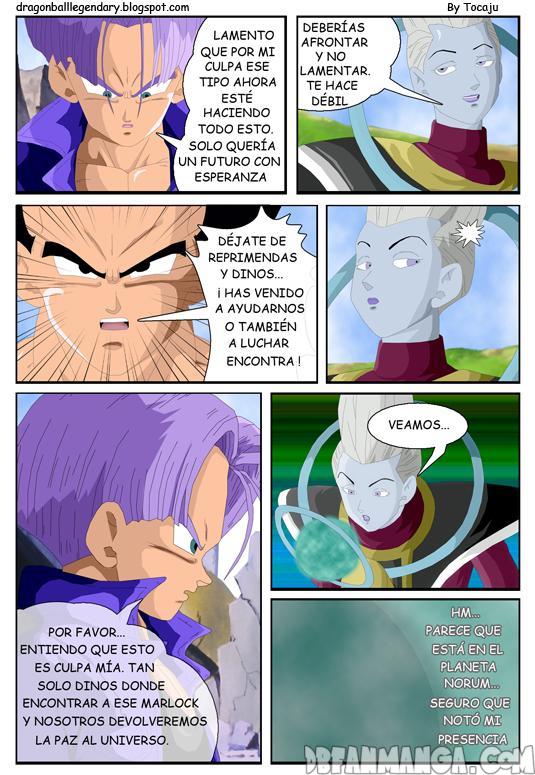 dragonballlegendary.blogspot.com
By Tocaju
LAMENTO
QUE POR MI
CULPA ESE
TIPO AHORA
ESTÉ
HACIENDO
TODO ESTO.
SOLO QUERÍA
UN FUTURO CON
ESPERANZA
DEBERÍAS
AFRONTAR
Y NO
LAMENTAR.
TE HACE
DÉBIL
DÉJATE DE
REPRIMENDAS
Y DINOS...
¡ HAS VENIDO
A AYUDARNOS
O TAMBIÉN
A LUCHAR
ENCONTRA !
POR FAVOR...
ENTIENDO QUE ESTO
ES CULPA MÍA. TAN
SOLO DINOS DONDE
ENCONTRAR A ESE MARLOCK
Y NOSOTROS DEVOLVEREMOS
LA PAZ AL UNIVERSO.
VEAMOS...
HM...
PARECE QUE
ESTÁ EN EL
PLANETA
NORUM...
SEGURO QUE
NOTÓ MI
PRESENCIA
DBFANMANGA.COM